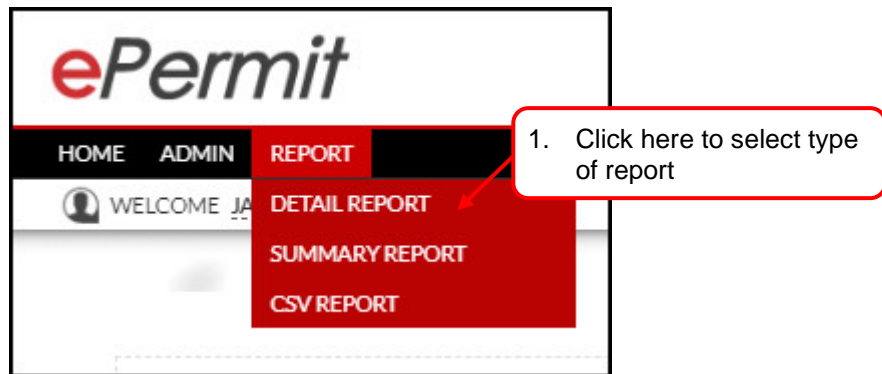 ePermit
HOME ADMIN REPORT
1. Click here to select type
of report
WELCOME JA
DETAIL REPORT
SUMMARY REPORT
CSV REPORT